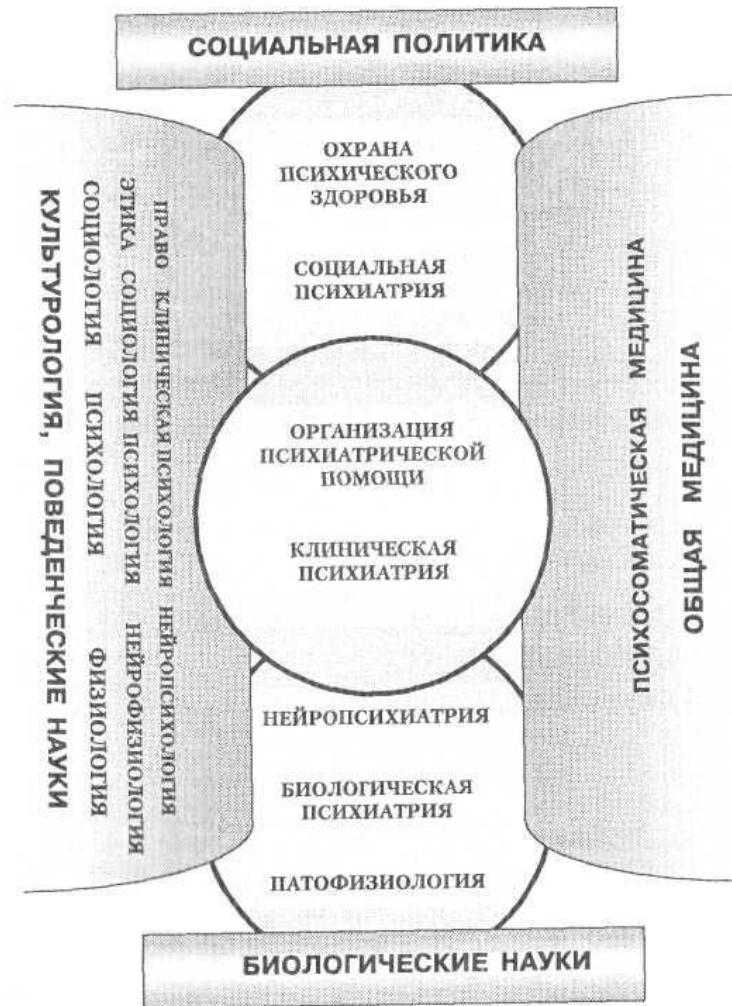 СОЦИАЛЬНАЯ ПОЛИТИКА
ОХРАНА
ПСИХИЧЕСКОГО
ЗДОРОВЬЯ
СОЦИАЛЬНАЯ
ПСИХИАТРИЯ
ОРГАНИЗАЦИЯ
ПСИХИАТРИЧЕСКОЙ
ПОМОЩИ
КЛИНИЧЕСКАЯ
ПСИХИАТРИЯ
НЕЙРОПСИХИАТРИЯ
БИОЛОГИЧЕСКАЯ
ПСИХИАТРИЯ
ПАТОФИЗИОЛОГИЯ
БИОЛОГИЧЕСКИЕ НАУКИ
КУЛЬТУРОЛОГИЯ, ПОВЕДЕНЧЕСКИЕ НАУКИ
СОЦИОЛОГИЯ ПСИХОЛОГИЯ ФИЗИОЛОГИЯ
ЭТИКА СОЦИОЛОГИЯ ПСИХОЛОГИЯ НЕЙРОФИЗИОЛОГИЯ
ПРАВО КЛИНИЧЕСКАЯ ПСИХОЛОГИЯ НЕЙРОПСИХОЛОГИЯ
ПСИХОСОМАТИЧЕСКАЯ МЕДИЦИНА
ОБЩАЯ МЕДИЦИНА